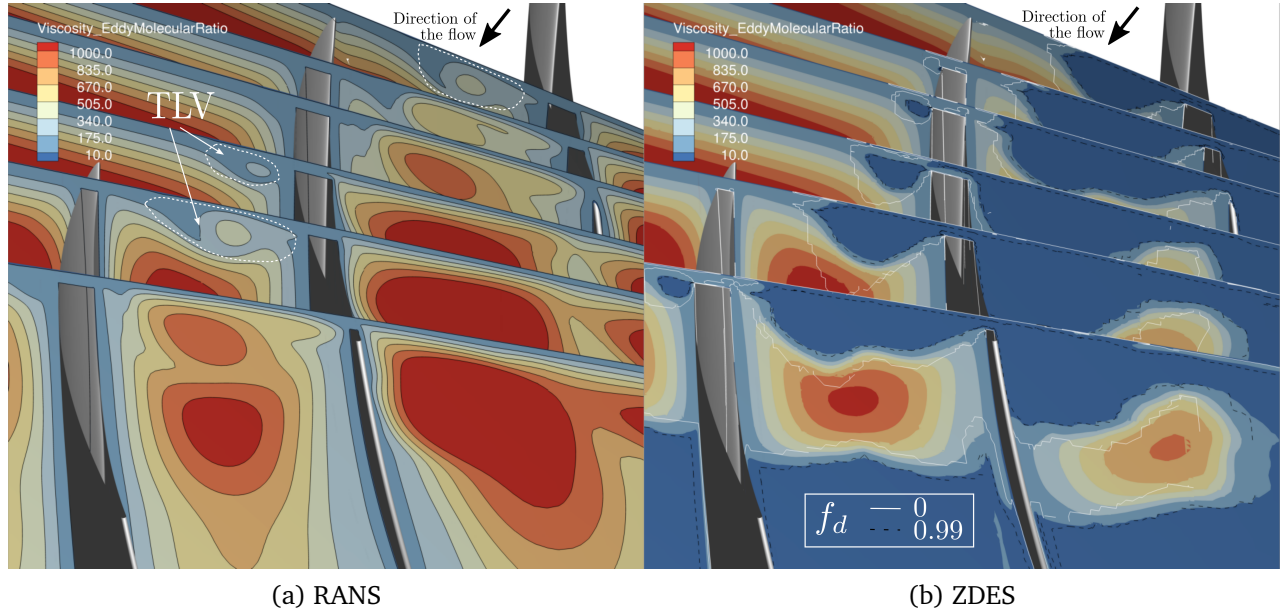 Viscosity_EddyMolecularRatio
1000.0
835.0
670.0
505.0
340.0
175.0
10.0
Direction of
the flow
TLV
(a) RANS
Viscosity_EddyMolecularRatio
1000.0
835.0
670.0
505.0
340.0
175.0
10.0
Direction of
the flow
f_d — 0
--- 0.99
(b) ZDES